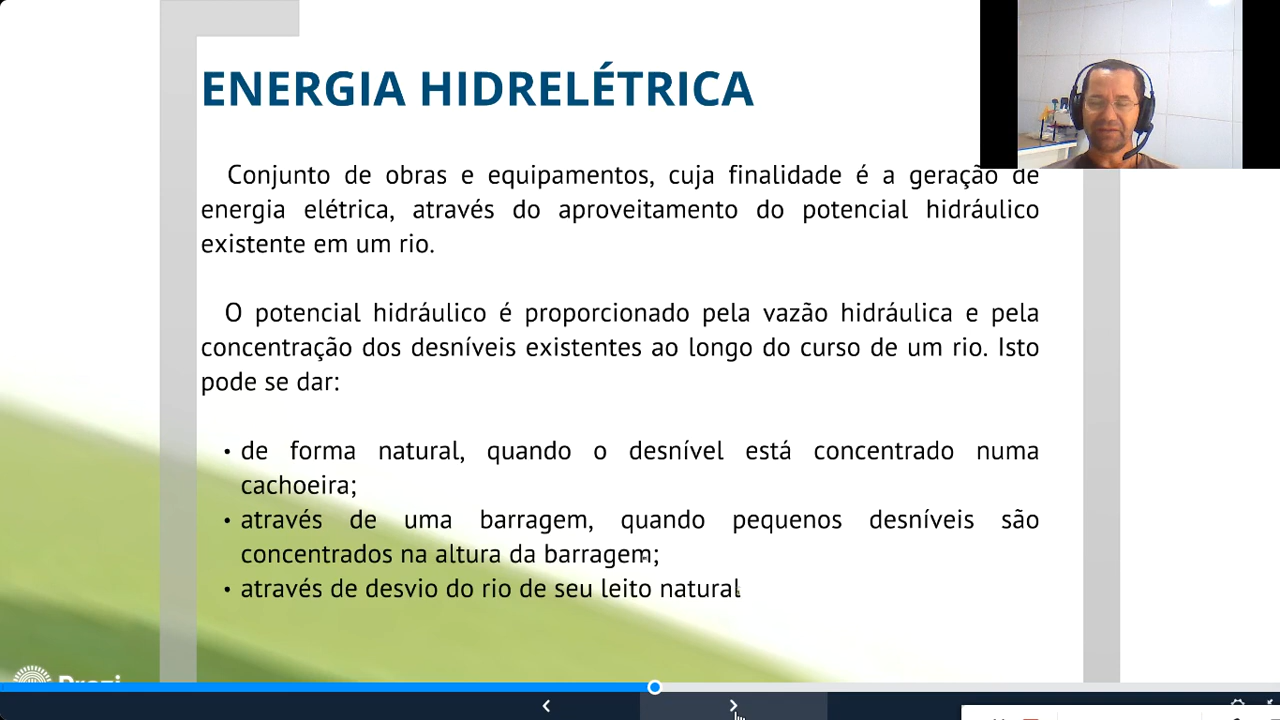 ENERGIA HIDRELÉTRICA
Conjunto de obras e equipamentos, cuja finalidade é a geração de
energia elétrica, através do aproveitamento do potencial hidráulico
existente em um rio.
O potencial hidráulico é proporcionado pela vazão hidráulica e pela
concentração dos desníveis existentes ao longo do curso de um rio. Isto
pode se dar:
• de forma natural, quando o desnível está concentrado numa
cachoeira;
• através de uma barragem, quando pequenos desníveis são
concentrados na altura da barragem;
• através de desvio do rio de seu leito natural.
Prezi